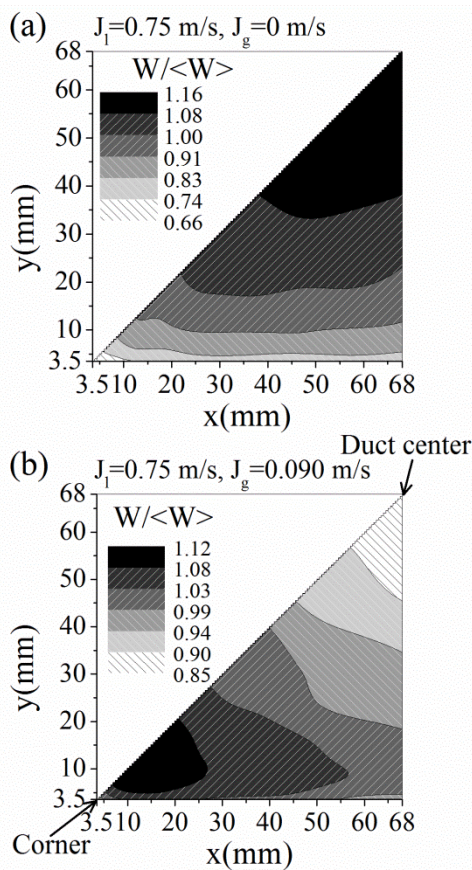 (a) J_l=0.75 m/s, J_g=0 m/s
W/<W>
1.16
1.08
1.00
0.91
0.83
0.74
0.66
68
60
50
40
30
20
10
3.5
y(mm)
3.5 10 20 30 40 50 60 68
x(mm)
Duct center
(b) J_l=0.75 m/s, J_g=0.090 m/s
W/<W>
1.12
1.08
1.03
0.99
0.94
0.90
0.85
68
60
50
40
30
20
10
3.5
y(mm)
3.5 10 20 30 40 50 60 68
Corner
x(mm)